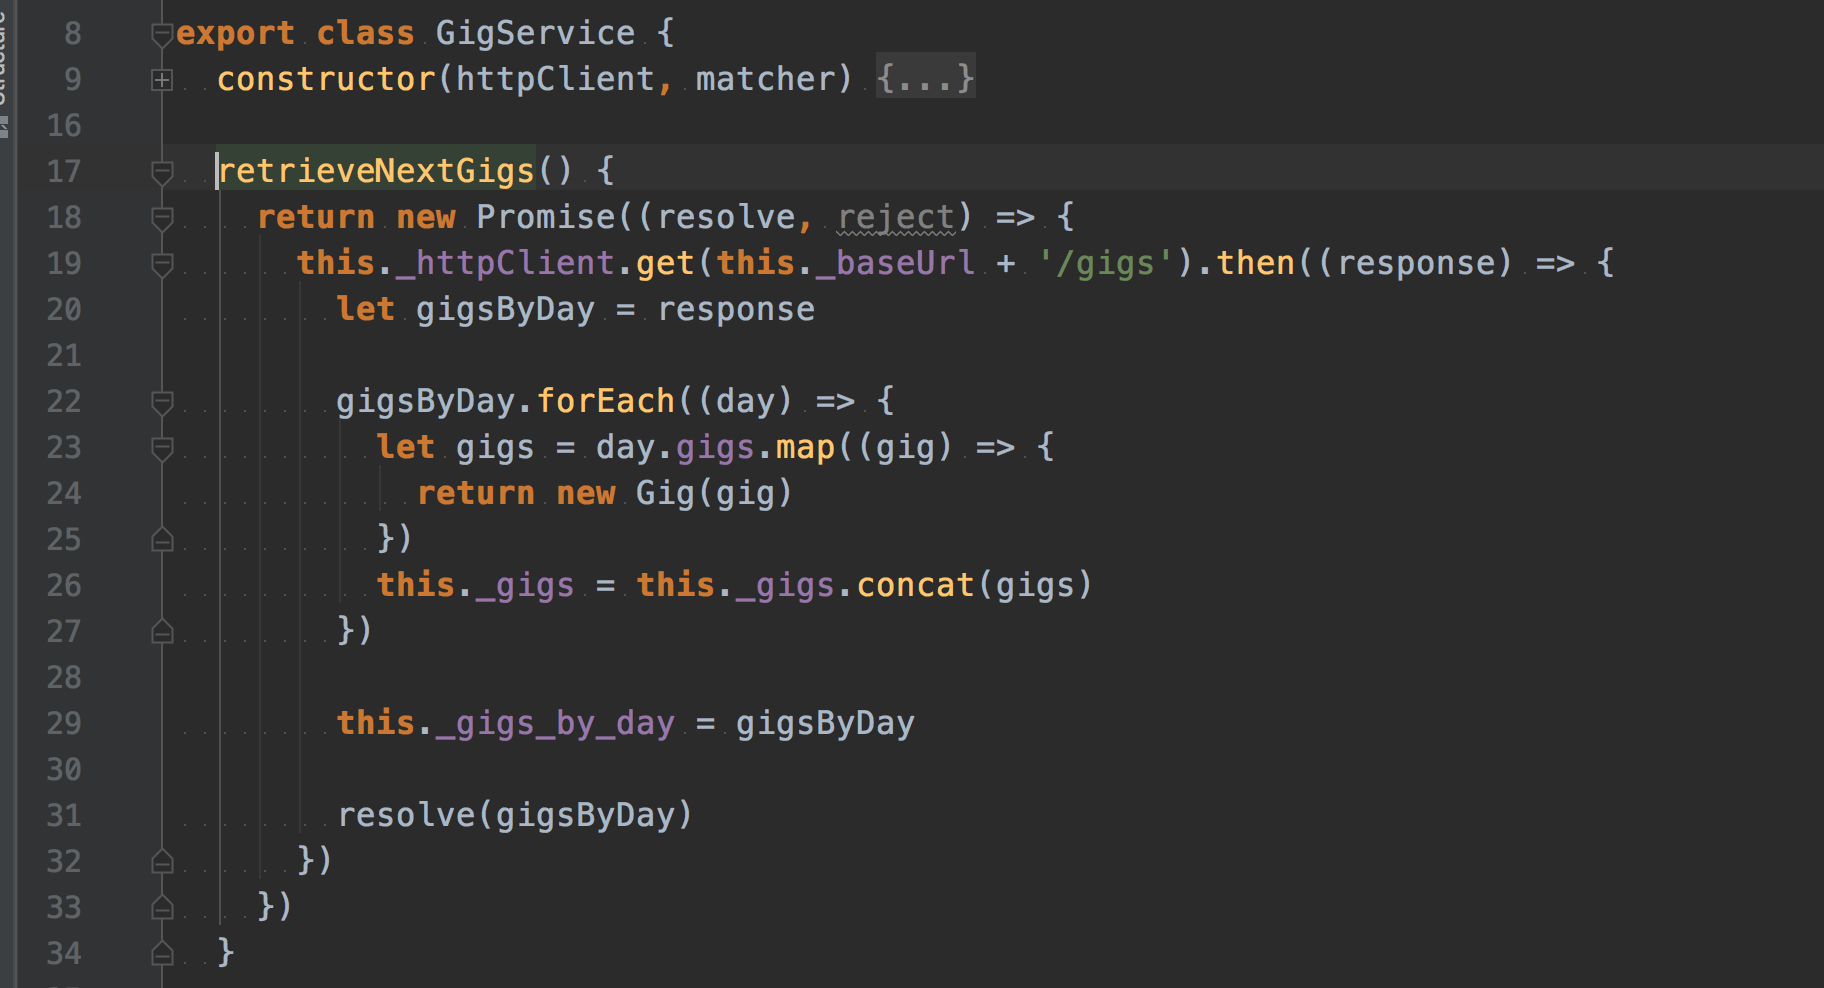 Structure
8 export class GigService {
9 constructor(httpClient, matcher) {...}
16
17 retrieveNextGigs() {
18 return new Promise((resolve, reject) => {
19 this._httpClient.get(this._baseUrl + '/gigs').then((response) => {
20 let gigsByDay = response
21
22 gigsByDay.forEach((day) => {
23 let gigs = day.gigs.map((gig) => {
24 return new Gig(gig)
25 })
26 this._gigs = this._gigs.concat(gigs)
27 })
28
29 this._gigs_by_day = gigsByDay
30
31 resolve(gigsByDay)
32 })
33 })
34 }